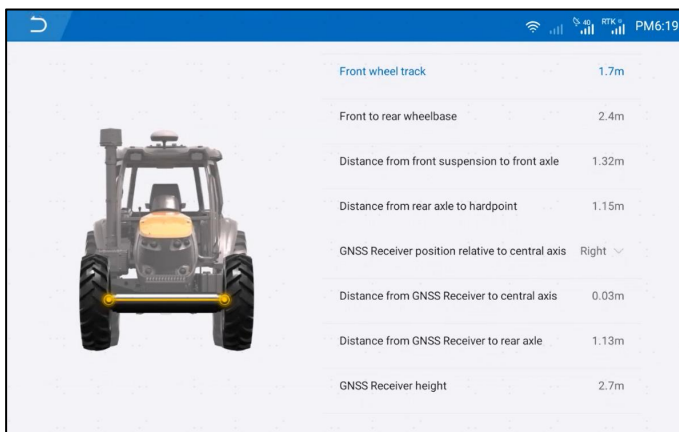 40 RTK PM6:19
Front wheel track 1.7m
Front to rear wheelbase 2.4m
Distance from front suspension to front axle 1.32m
Distance from rear axle to hardpoint 1.15m
GNSS Receiver position relative to central axis Right
Distance from GNSS Receiver to central axis 0.03m
Distance from GNSS Receiver to rear axle 1.13m
GNSS Receiver height 2.7m